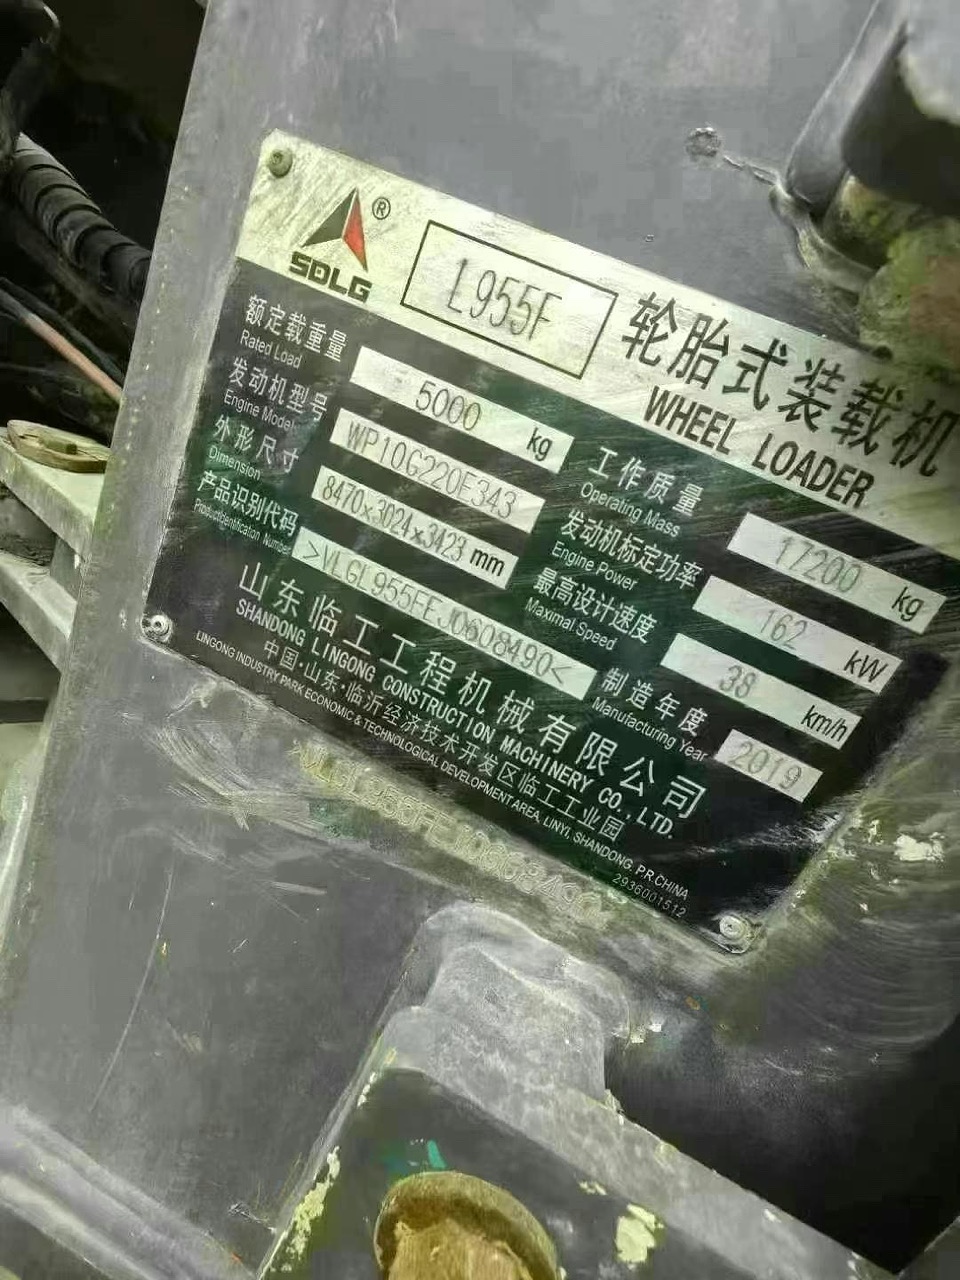 SDLG ®
L955F
轮胎式装载机
WHEEL LOADER
额定载重量
Rated Load
5000 kg
发动机型号
Engine Model
WP10G220E343
外形尺寸
Dimension
8470x3024x3423 mm
产品识别代码
Productidentification Number
>VLGL955FEJ0608490<
工作质量
Operating Mass
17200 kg
发动机标定功率
Engine Power
162 kW
最高设计速度
Maximal Speed
38 km/h
制造年度
Manufacturing Year
2019
山东临工工程机械有限公司
SHANDONG LINGONG CONSTRUCTION MACHINERY CO., LTD.
中国·山东·临沂经济技术开发区临工工业园
LINGONG INDUSTRY PARK ECONOMIC & TECHNOLOGICAL DEVELOPMENT AREA, LINYI, SHANDONG, P.R.CHINA
2936001512
VLGL955FEJ0608490